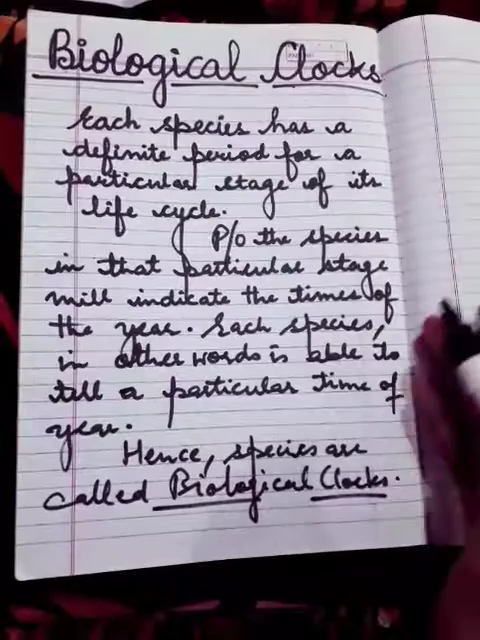 Biological Clocks
Each species has a
definite period for a
particular stage of its
life cycle.
P/o the species
in that particular stage
will indicate the times of
the year. Each species,
in other words is able to
tell a particular time of
year.
Hence, species are
called Biological Clocks.